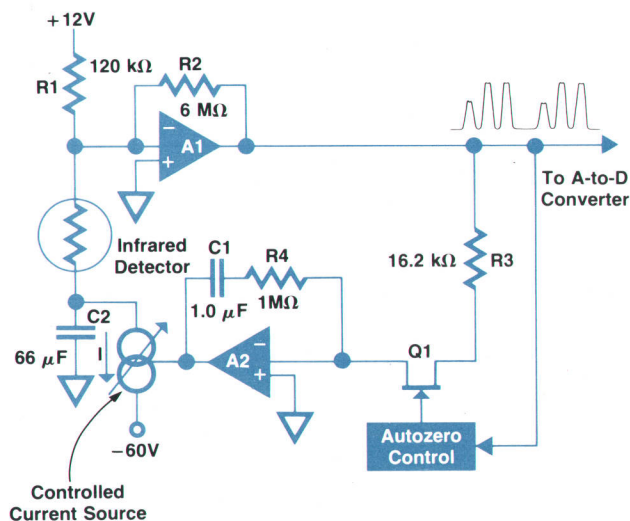 +12V
120 kΩ
R1
R2
6 MΩ
−
+
A1
To A-to-D
Converter
Infrared
Detector
C1
1.0 μF
R4
1MΩ
16.2 kΩ
R3
C2
66 μF
I
A2
−
+
Q1
−60V
Autozero
Control
Controlled
Current Source